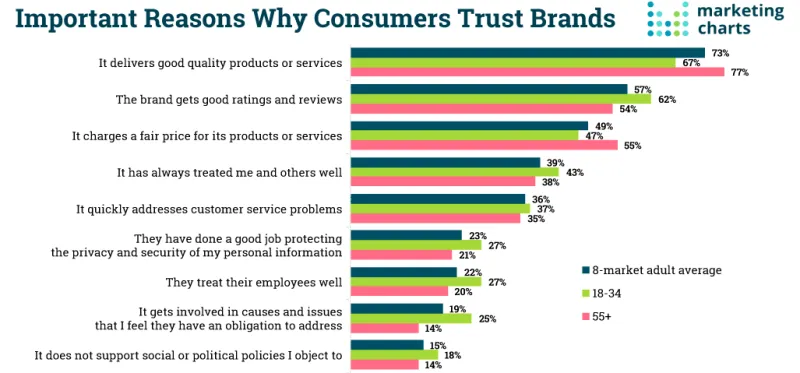 Important Reasons Why Consumers Trust Brands
marketing
charts
It delivers good quality products or services
73%
67%
77%
The brand gets good ratings and reviews
57%
62%
54%
It charges a fair price for its products or services
49%
47%
55%
It has always treated me and others well
39%
43%
38%
It quickly addresses customer service problems
36%
37%
35%
They have done a good job protecting
the privacy and security of my personal information
23%
27%
21%
They treat their employees well
22%
27%
20%
It gets involved in causes and issues
that I feel they have an obligation to address
19%
25%
14%
It does not support social or political policies I object to
15%
18%
14%
8-market adult average
18-34
55+